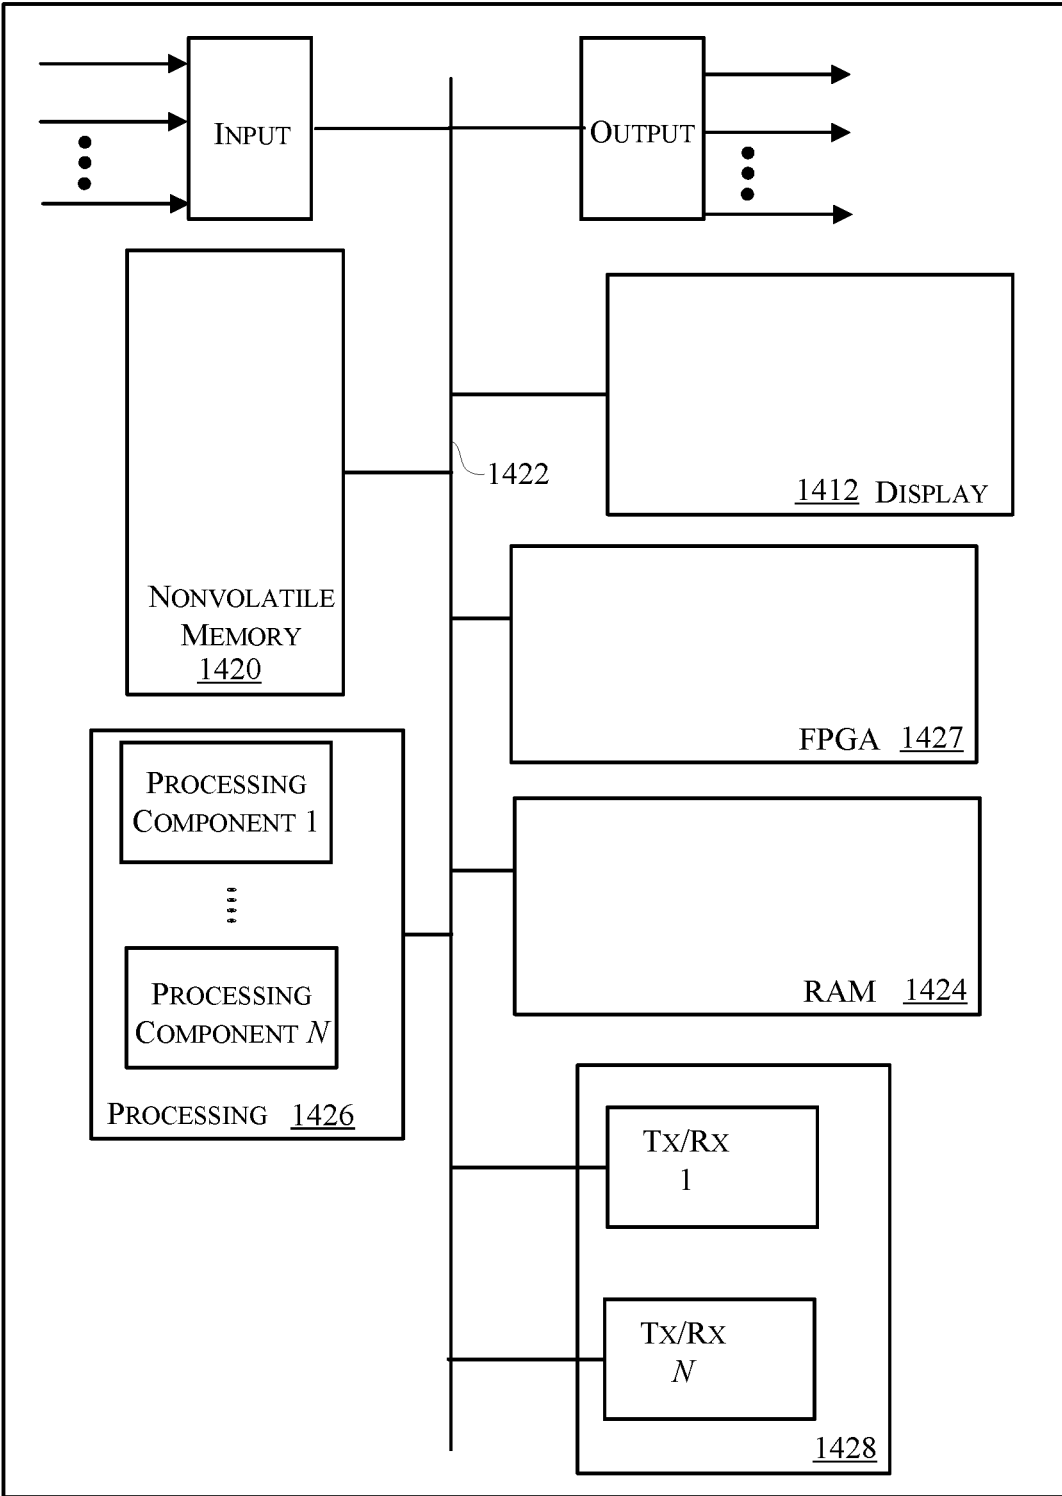 INPUT
OUTPUT
1422
1412 DISPLAY
NONVOLATILE
MEMORY
1420
FPGA 1427
PROCESSING
COMPONENT 1
PROCESSING
COMPONENT N
PROCESSING 1426
RAM 1424
TX/RX
1
TX/RX
N
1428